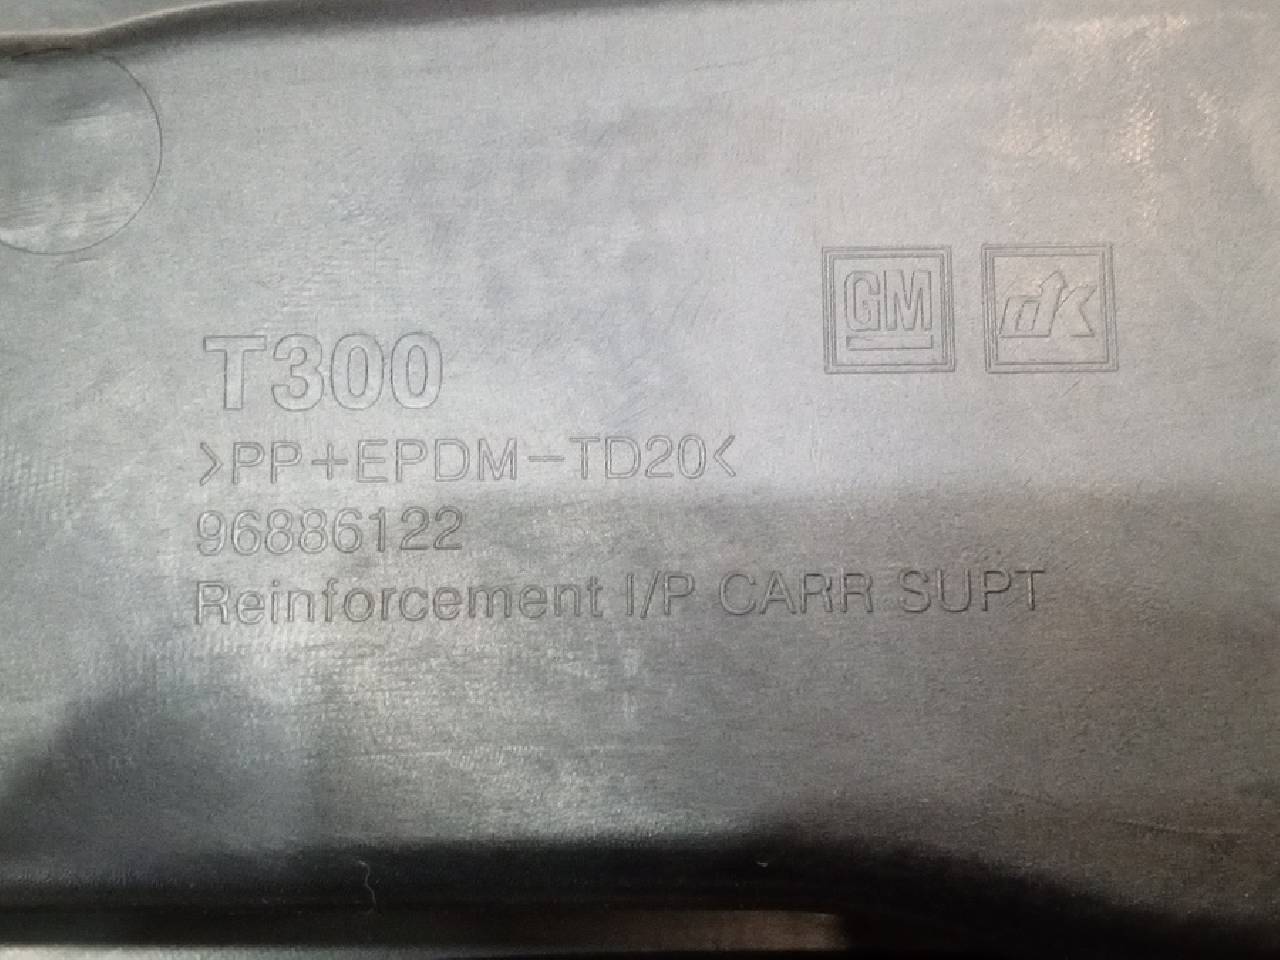 GM dK
T300
>PP+EPDM-TD20<
96886122
Reinforcement I/P CARR SUPT